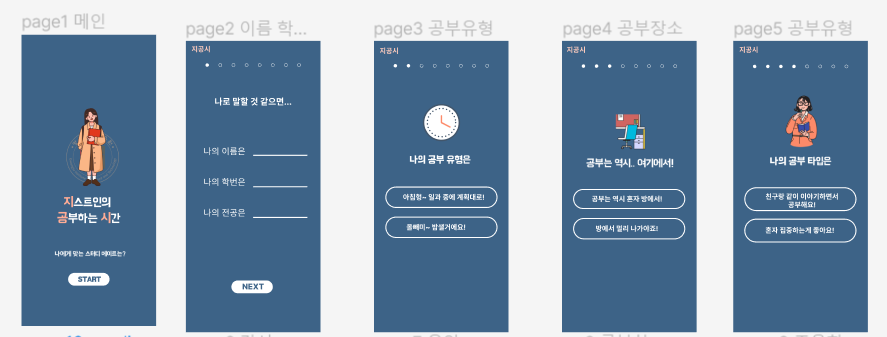 page1 메인
지스트인의
공부하는 시간
나에게 맞는 스터디 메이트는?
START
page2 이름 학...
지공시
나로 말할 것 같으면...
나의 이름은
나의 학번은
나의 전공은
NEXT
page3 공부유형
지공시
나의 공부 유형은
아침형~ 일과 중에 계획대로!
올빼미~ 밤샐거에요!
page4 공부장소
지공시
공부는 역시.. 여기에서!
공부는 역시 혼자 방에서!
방에서 멀리 나가야죠!
page5 공부유형
지공시
나의 공부 타입은
친구랑 같이 이야기하면서
공부해요!
혼자 집중하는게 좋아요!